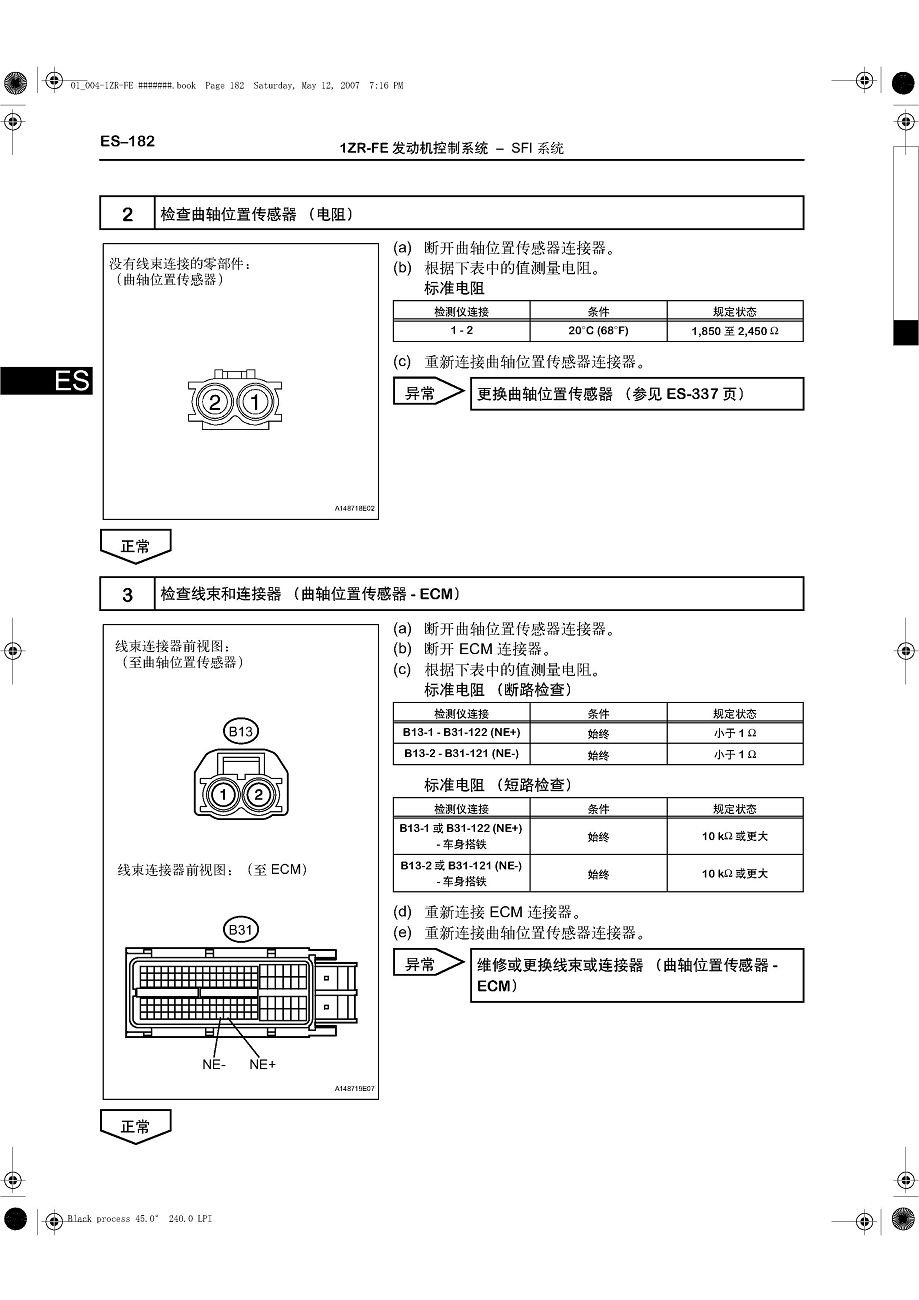 01_004-1ZR-FE #######.book Page 182 Saturday, May 12, 2007 7:16 PM
ES–182
1ZR-FE 发动机控制系统 – SFI 系统
2 检查曲轴位置传感器 （电阻）
没有线束连接的零部件：
（曲轴位置传感器）
2 1
A148718E02
(a) 断开曲轴位置传感器连接器。
(b) 根据下表中的值测量电阻。
标准电阻
检测仪连接 条件 规定状态
1 - 2 20°C (68°F) 1,850 至 2,450 Ω
(c) 重新连接曲轴位置传感器连接器。
异常 更换曲轴位置传感器 （参见 ES-337 页）
ES
正常
3 检查线束和连接器 （曲轴位置传感器 - ECM）
线束连接器前视图：
（至曲轴位置传感器）
B13
1 2
线束连接器前视图：（至 ECM）
B31
NE- NE+
A148719E07
(a) 断开曲轴位置传感器连接器。
(b) 断开 ECM 连接器。
(c) 根据下表中的值测量电阻。
标准电阻 （断路检查）
检测仪连接 条件 规定状态
B13-1 - B31-122 (NE+) 始终 小于 1 Ω
B13-2 - B31-121 (NE-) 始终 小于 1 Ω
标准电阻 （短路检查）
检测仪连接 条件 规定状态
B13-1 或 B31-122 (NE+)
- 车身搭铁 始终 10 kΩ 或更大
B13-2 或 B31-121 (NE-)
- 车身搭铁 始终 10 kΩ 或更大
(d) 重新连接 ECM 连接器。
(e) 重新连接曲轴位置传感器连接器。
异常 维修或更换线束或连接器 （曲轴位置传感器 -
ECM）
正常
Black process 45.0° 240.0 LPI